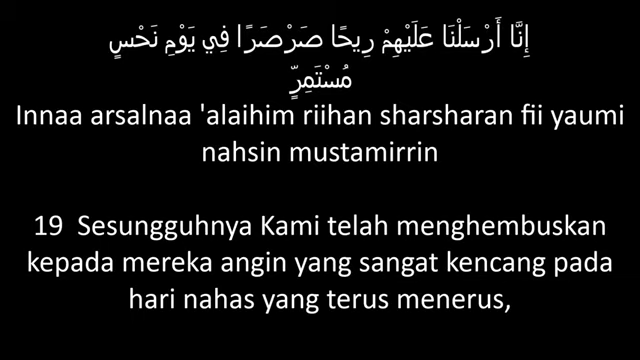 إِنَّا أَرْسَلْنَا عَلَيْهِمْ رِيحًا صَرْصَرًا فِي يَوْمِ نَحْسٍ
مُسْتَمِرٍّ
Innaa arsalnaa 'alaihim riihan sharsharan fii yaumi
nahsin mustamirrin
19 Sesungguhnya Kami telah menghembuskan
kepada mereka angin yang sangat kencang pada
hari nahas yang terus menerus,